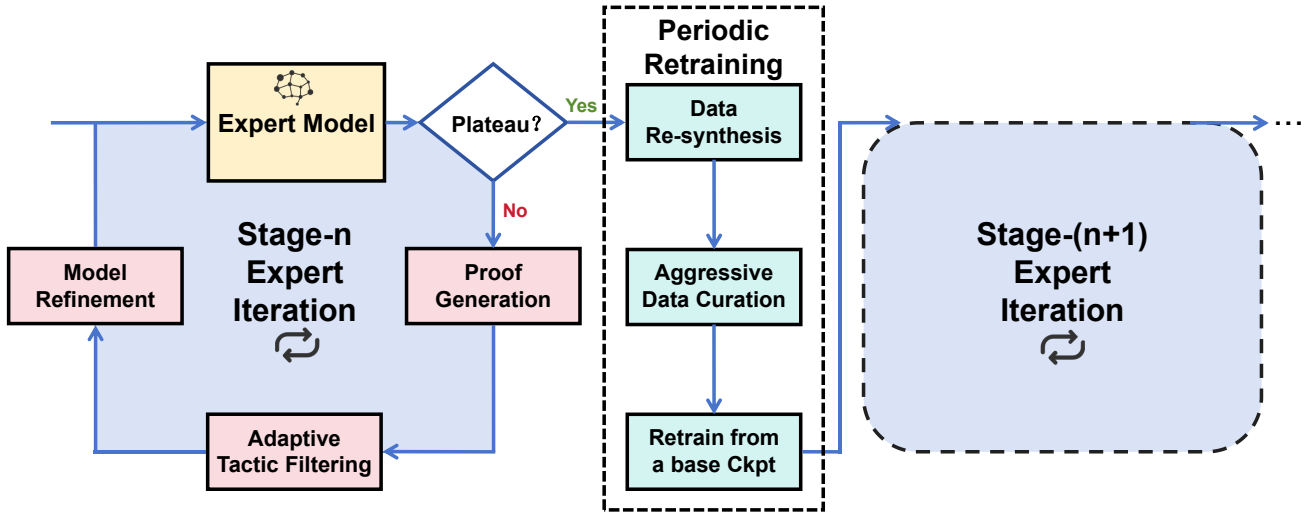 Expert Model
Plateau?
Yes
No
Proof
Generation
Adaptive
Tactic Filtering
Model
Refinement
Stage-n
Expert
Iteration
Periodic
Retraining
Data
Re-synthesis
Aggressive
Data Curation
Retrain from
a base Ckpt
Stage-(n+1)
Expert
Iteration
...